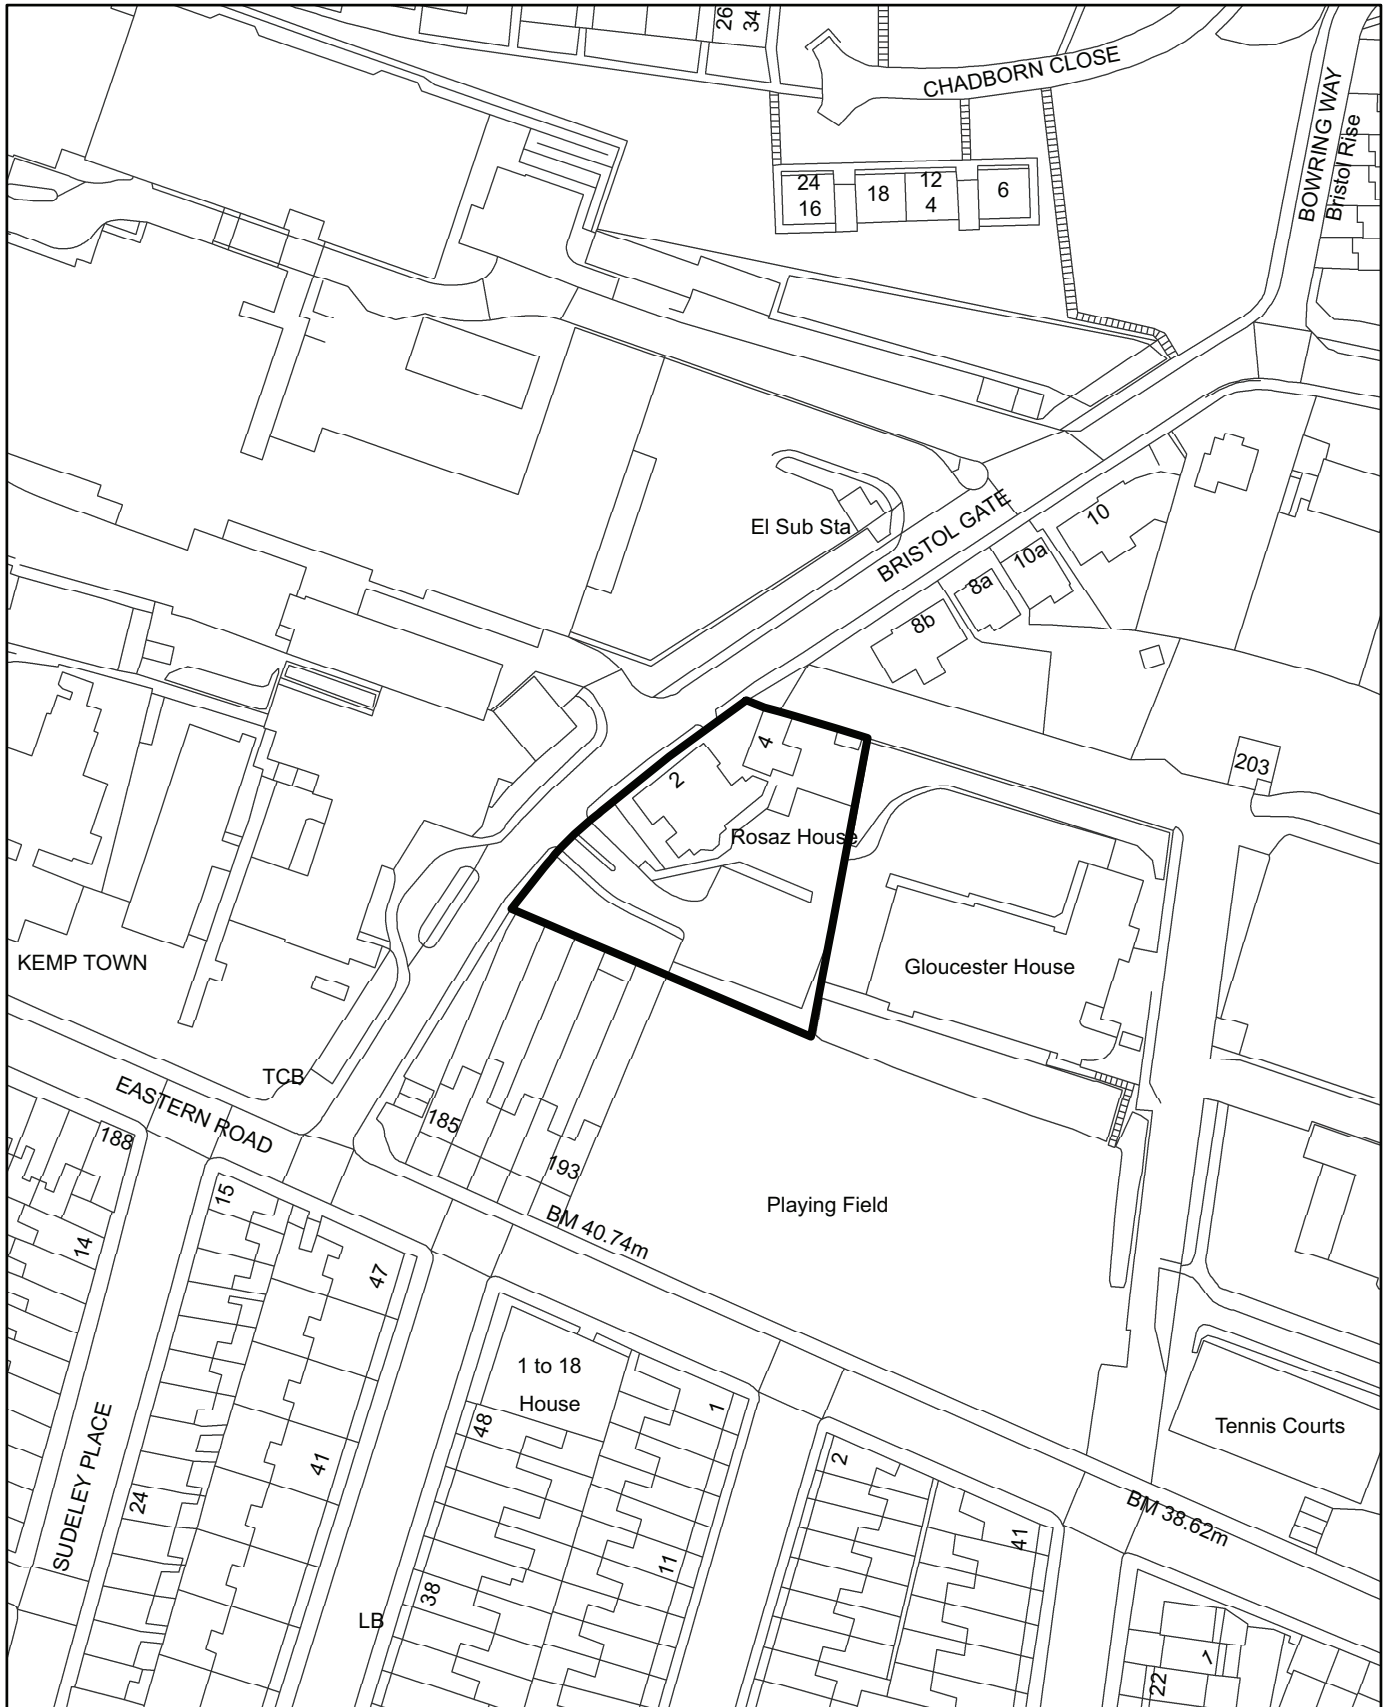 26
34
CHADBORN CLOSE
BOWRING WAY
Bristol Rise
24
16
18
12
4
6
El Sub Sta
BRISTOL GATE
10
10a
8a
8b
4
2
203
Rosaz House
KEMP TOWN
Gloucester House
TCB
EASTERN ROAD
188
185
193
15
14
47
BM 40.74m
Playing Field
1 to 18
House
48
1
2
41
SUDELEY PLACE
24
Tennis Courts
BM 38.62m
41
11
38
LB
7
22